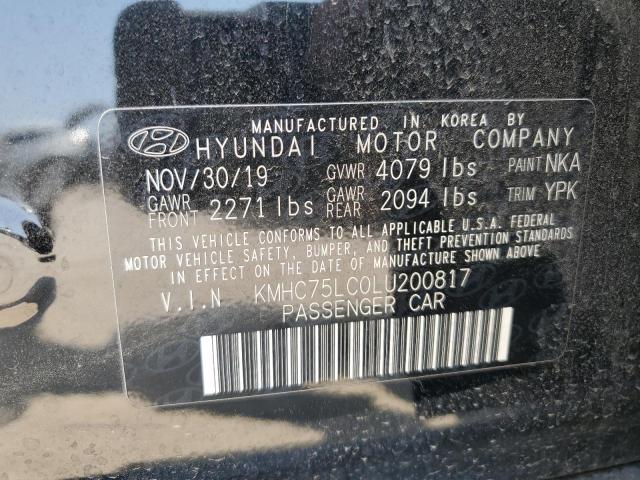 MANUFACTURED IN KOREA BY
HYUNDAI MOTOR COMPANY
NOV/30/19 GVWR 4079 lbs PAINT NKA
GAWR FRONT 2271 lbs GAWR REAR 2094 lbs TRIM YPK
THIS VEHICLE CONFORMS TO ALL APPLICABLE U.S.A. FEDERAL
MOTOR VEHICLE SAFETY, BUMPER, AND THEFT PREVENTION STANDARDS
IN EFFECT ON THE DATE OF MANUFACTURE SHOWN ABOVE.
V.I.N KMHC75LC0LU200817
PASSENGER CAR